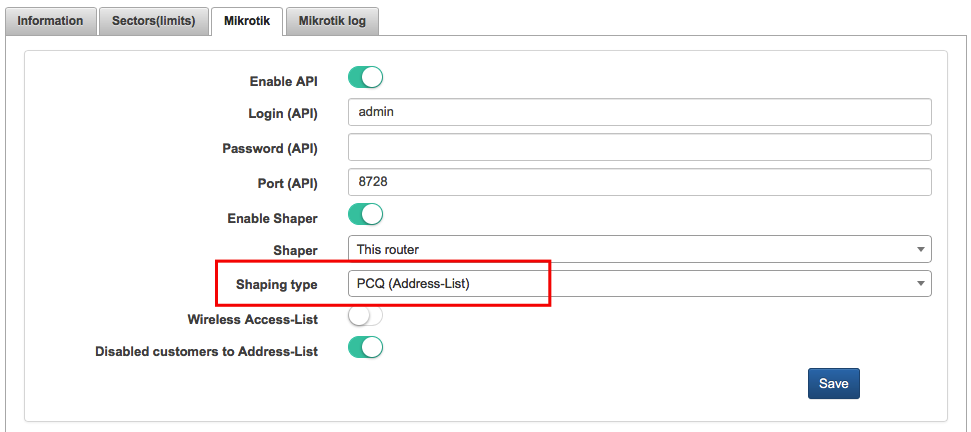 Information Sectors(limits) Mikrotik Mikrotik log
Enable API
Login (API) admin
Password (API)
Port (API) 8728
Enable Shaper
Shaper This router
Shaping type PCQ (Address-List)
Wireless Access-List
Disabled customers to Address-List
Save